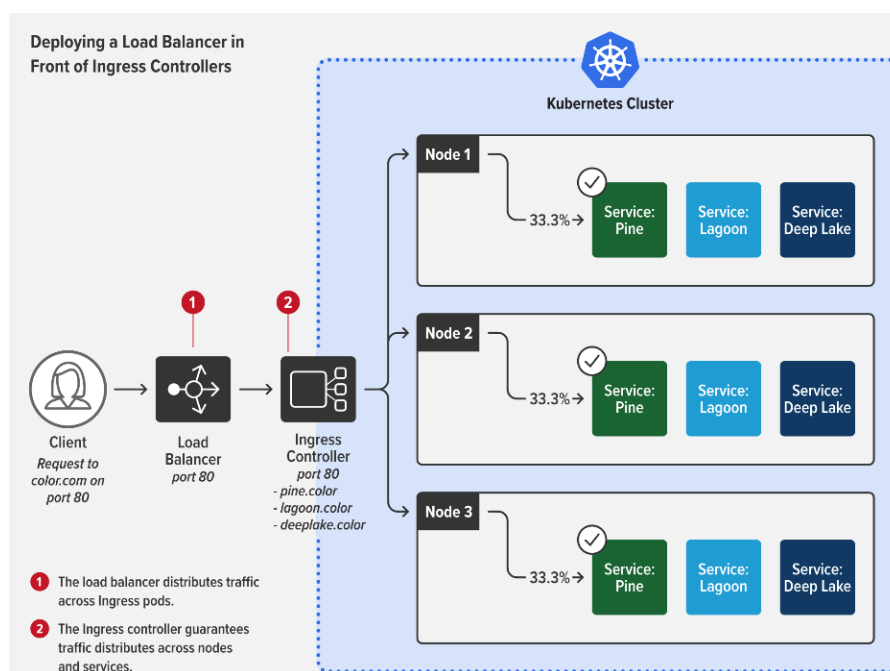 Deploying a Load Balancer in
Front of Ingress Controllers
Kubernetes Cluster
Node 1
33.3%
Service:
Pine
Service:
Lagoon
Service:
Deep Lake
Node 2
33.3%
Service:
Pine
Service:
Lagoon
Service:
Deep Lake
Node 3
33.3%
Service:
Pine
Service:
Lagoon
Service:
Deep Lake
1
2
Client
Request to
color.com on
port 80
Load
Balancer
port 80
Ingress
Controller
port 80
- pine.color
- lagoon.color
- deeplake.color
1 The load balancer distributes traffic
across Ingress pods.
2 The Ingress controller guarantees
traffic distributes across nodes
and services.